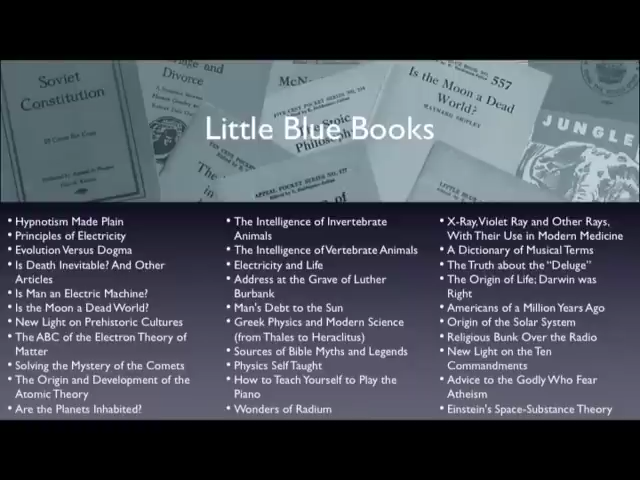 Soviet
Constitution
Divorce
Is the Moon a Dead
World?
MAYNARD SHIPLEY
557
JUNGLE
The Stoic
Little Blue Books
• Hypnotism Made Plain
• Principles of Electricity
• Evolution Versus Dogma
• Is Death Inevitable? And Other
Articles
• Is Man an Electric Machine?
• Is the Moon a Dead World?
• New Light on Prehistoric Cultures
• The ABC of the Electron Theory of
Matter
• Solving the Mystery of the Comets
• The Origin and Development of the
Atomic Theory
• Are the Planets Inhabited?
• The Intelligence of Invertebrate
Animals
• The Intelligence of Vertebrate Animals
• Electricity and Life
• Address at the Grave of Luther
Burbank
• Man's Debt to the Sun
• Greek Physics and Modern Science
(from Thales to Heraclitus)
• Sources of Bible Myths and Legends
• Physics Self Taught
• How to Teach Yourself to Play the
Piano
• Wonders of Radium
• X-Ray, Violet Ray and Other Rays,
With Their Use in Modern Medicine
• A Dictionary of Musical Terms
• The Truth about the "Deluge"
• The Origin of Life; Darwin was
Right
• Americans of a Million Years Ago
• Origin of the Solar System
• Religious Bunk Over the Radio
• New Light on the Ten
Commandments
• Advice to the Godly Who Fear
Atheism
• Einstein's Space-Substance Theory